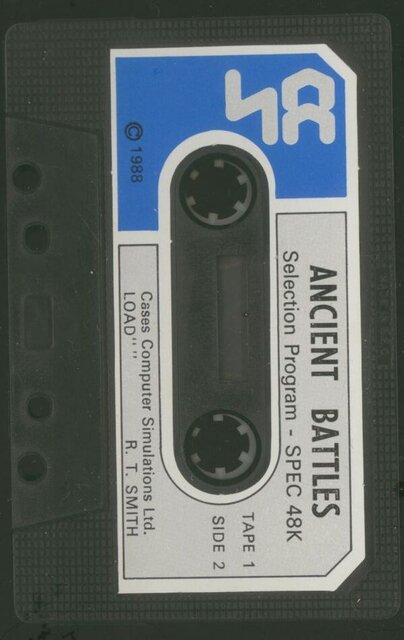 CCS
© 1988
ANCIENT BATTLES
Selection Program - SPEC 48K
TAPE 1
SIDE 2
Cases Computer Simulations Ltd.
LOAD"" R. T. SMITH